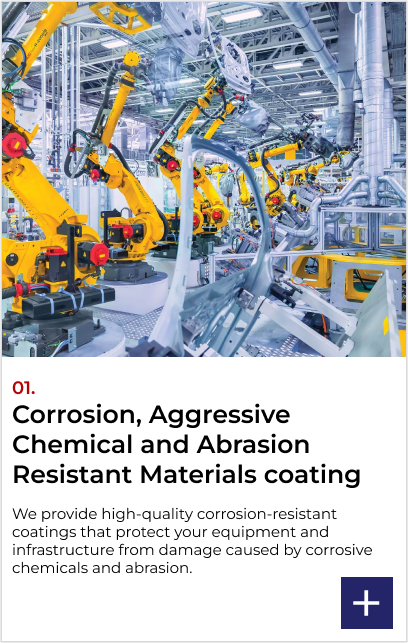 01.
Corrosion, Aggressive
Chemical and Abrasion
Resistant Materials coating
We provide high-quality corrosion-resistant
coatings that protect your equipment and
infrastructure from damage caused by corrosive
chemicals and abrasion.